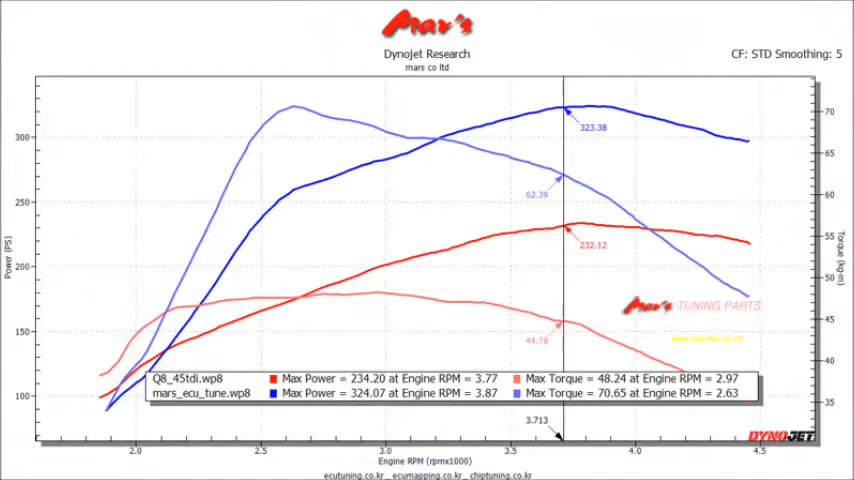 Mar's
Dynojet Research
mars co ltd
CF: STD Smoothing: 5
300
250
200
150
100
Power (PS)
70
65
60
55
50
45
40
35
Torque (kg-m)
323.38
62.39
232.12
44.78
Mar's TUNING PARTS
Q8_45tdi.wp8 Max Power = 234.20 at Engine RPM = 3.77 Max Torque = 48.24 at Engine RPM = 2.97
mars_ecu_tune.wp8 Max Power = 324.07 at Engine RPM = 3.87 Max Torque = 70.65 at Engine RPM = 2.63
3.713
DYNOJET
2.0 2.5 3.0 3.5 4.0 4.5
Engine RPM (rpmx1000)
ecutuning.co.kr _ ecumapping.co.kr _ chiptuning.co.kr